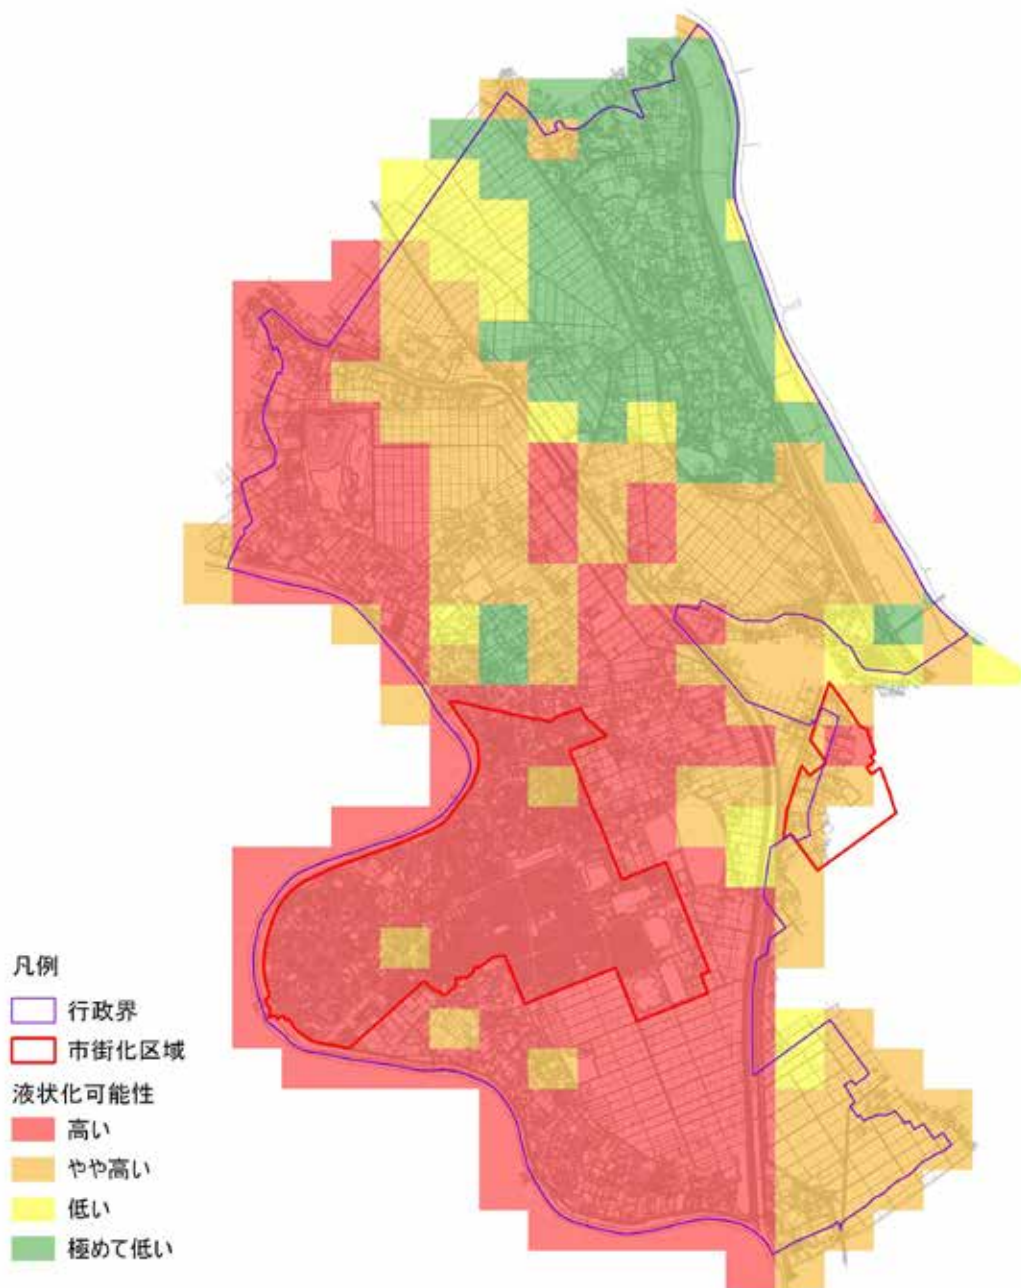 凡例
行政界
市街化区域
液状化可能性
高い
やや高い
低い
極めて低い